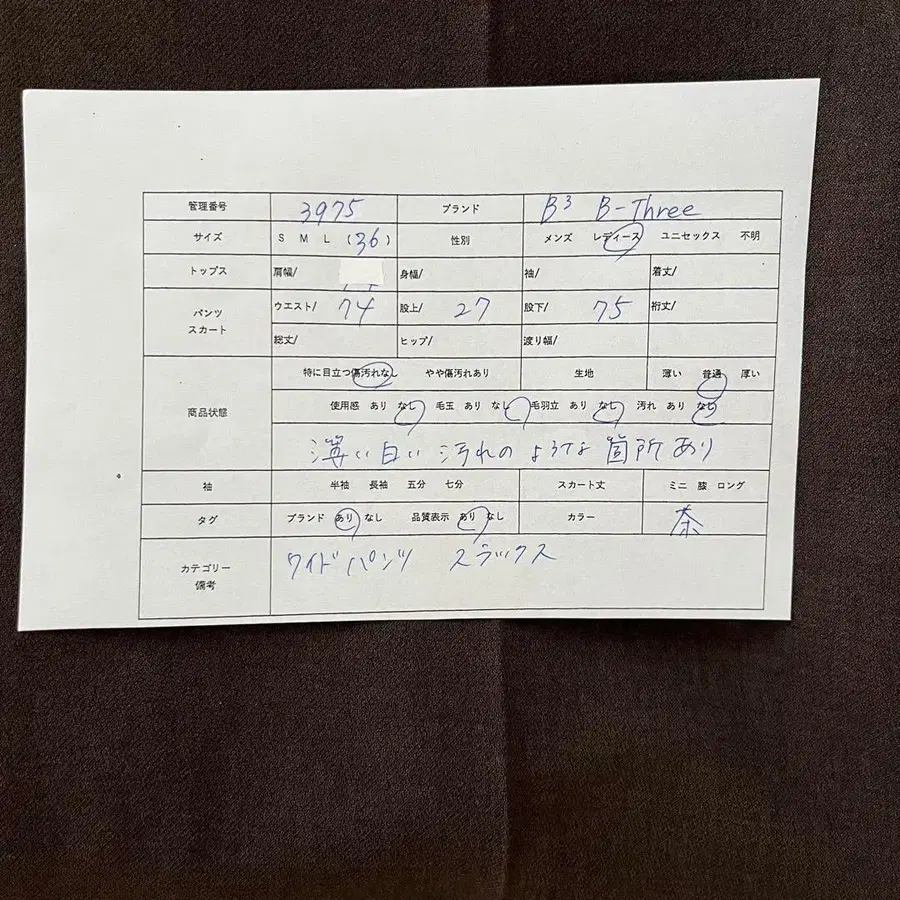 管理番号 3975 ブランド B³ B-Three
サイズ S M L (36) 性別 メンズ レディース ユニセックス 不明
トップス 肩幅/ 身幅/ 袖/ 着丈/
パンツ スカート ウエスト/ 74 股上/ 27 股下/ 75 裄丈/
総丈/ ヒップ/ 渡り幅/
商品状態 特に目立つ傷汚れなし やや傷汚れあり 生地 薄い 普通 厚い
使用感 あり なし 毛玉 あり なし 毛羽立 あり なし 汚れ あり なし
薄い白い汚れのような箇所あり
袖 半袖 長袖 五分 七分 スカート丈 ミニ 膝 ロング
タグ ブランド あり なし 品質表示 あり なし カラー 茶
カテゴリー 備考 ワイドパンツ スラックス